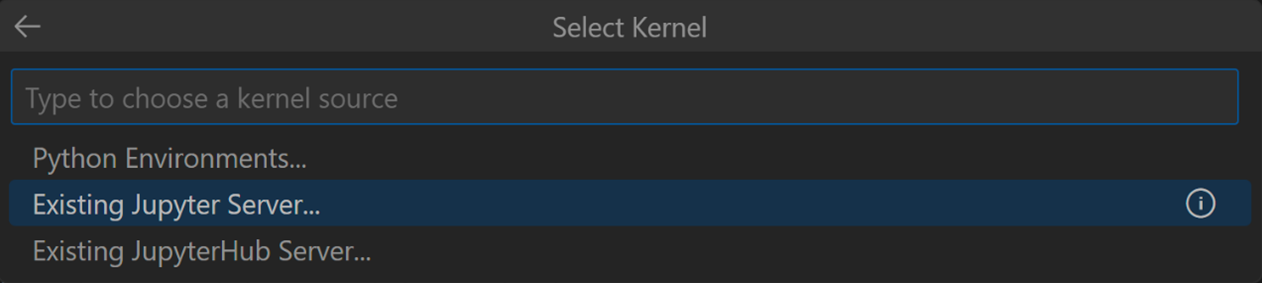 Select Kernel
Type to choose a kernel source
Python Environments...
Existing Jupyter Server...
Existing JupyterHub Server...